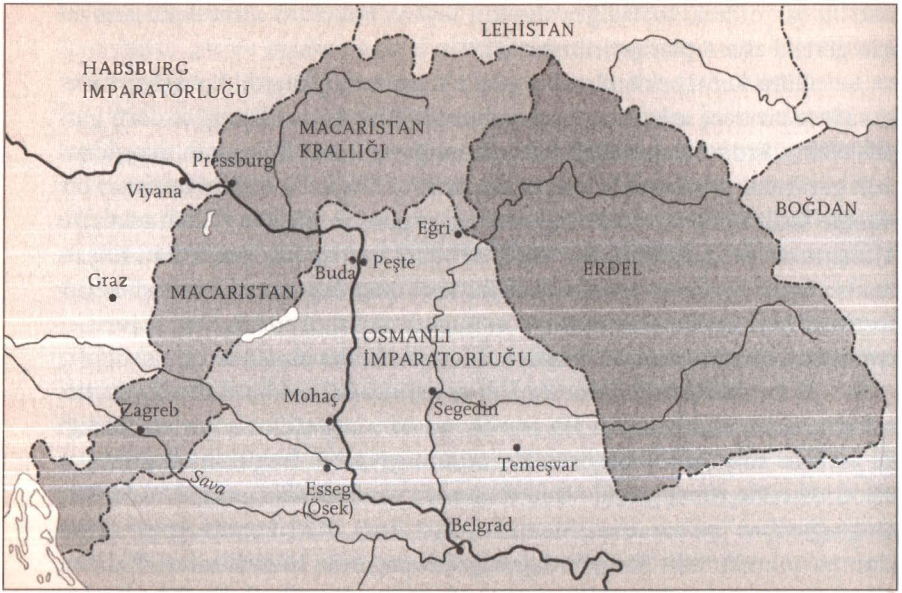 LEHİSTAN
HABSBURG
İMPARATORLUĞU
MACARİSTAN
KRALLIĞI
Pressburg
Viyana
BOĞDAN
Eğri
Buda
Peşte
ERDEL
Graz
MACARİSTAN
OSMANLI
İMPARATORLUĞU
Mohaç
Segedin
Zagreb
Temeşvar
Sava
Esseg
(Ösek)
Belgrad